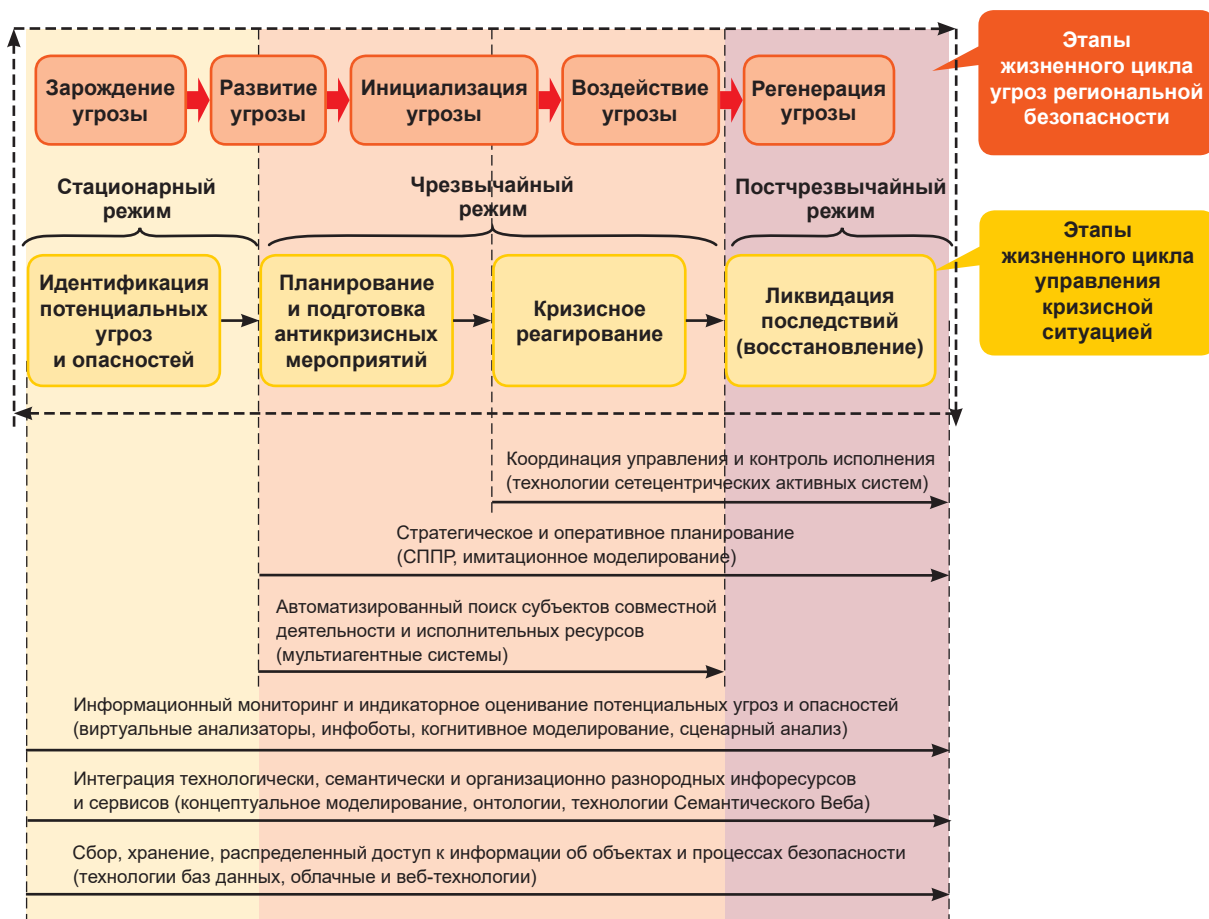 Зарождение
угрозы
Развитие
угрозы
Инициализация
угрозы
Воздействие
угрозы
Регенерация
угрозы
Этапы
жизненного цикла
угроз региональной
безопасности
Стационарный
режим
Чрезвычайный
режим
Постчрезвычайный
режим
Идентификация
потенциальных
угроз
и опасностей
Планирование
и подготовка
антикризисных
мероприятий
Кризисное
реагирование
Ликвидация
последствий
(восстановление)
Этапы
жизненного цикла
управления
кризисной
ситуацией
Координация управления и контроль исполнения
(технологии сетецентрических активных систем)
Стратегическое и оперативное планирование
(СППР, имитационное моделирование)
Автоматизированный поиск субъектов совместной
деятельности и исполнительных ресурсов
(мультиагентные системы)
Информационный мониторинг и индикаторное оценивание потенциальных угроз и опасностей
(виртуальные анализаторы, инфоботы, когнитивное моделирование, сценарный анализ)
Интеграция технологически, семантически и организационно разнородных инфоресурсов
и сервисов (концептуальное моделирование, онтологии, технологии Семантического Веба)
Сбор, хранение, распределенный доступ к информации об объектах и процессах безопасности
(технологии баз данных, облачные и веб-технологии)